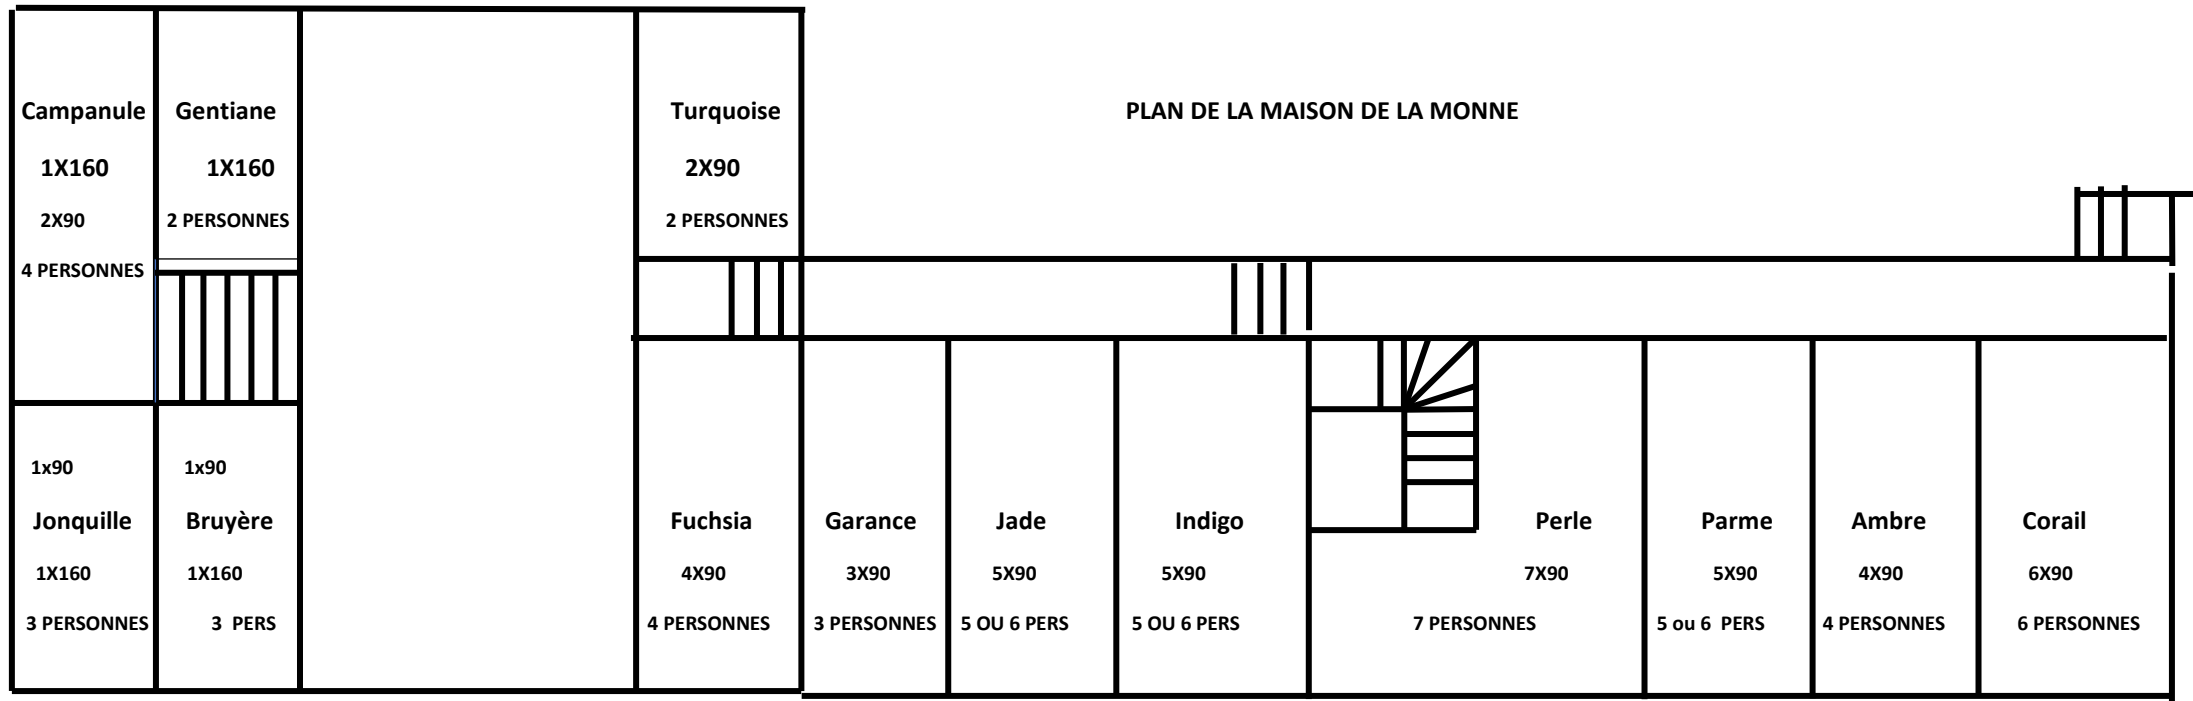 PLAN DE LA MAISON DE LA MONNE
Campanule
1X160
2X90
4 PERSONNES
Gentiane
1X160
2 PERSONNES
Turquoise
2X90
2 PERSONNES
1x90
Jonquille
1X160
3 PERSONNES
1x90
Bruyère
1X160
3 PERS
Fuchsia
4X90
4 PERSONNES
Garance
3X90
3 PERSONNES
Jade
5X90
5 OU 6 PERS
Indigo
5X90
5 OU 6 PERS
Perle
7X90
7 PERSONNES
Parme
5X90
5 ou 6 PERS
Ambre
4X90
4 PERSONNES
Corail
6X90
6 PERSONNES